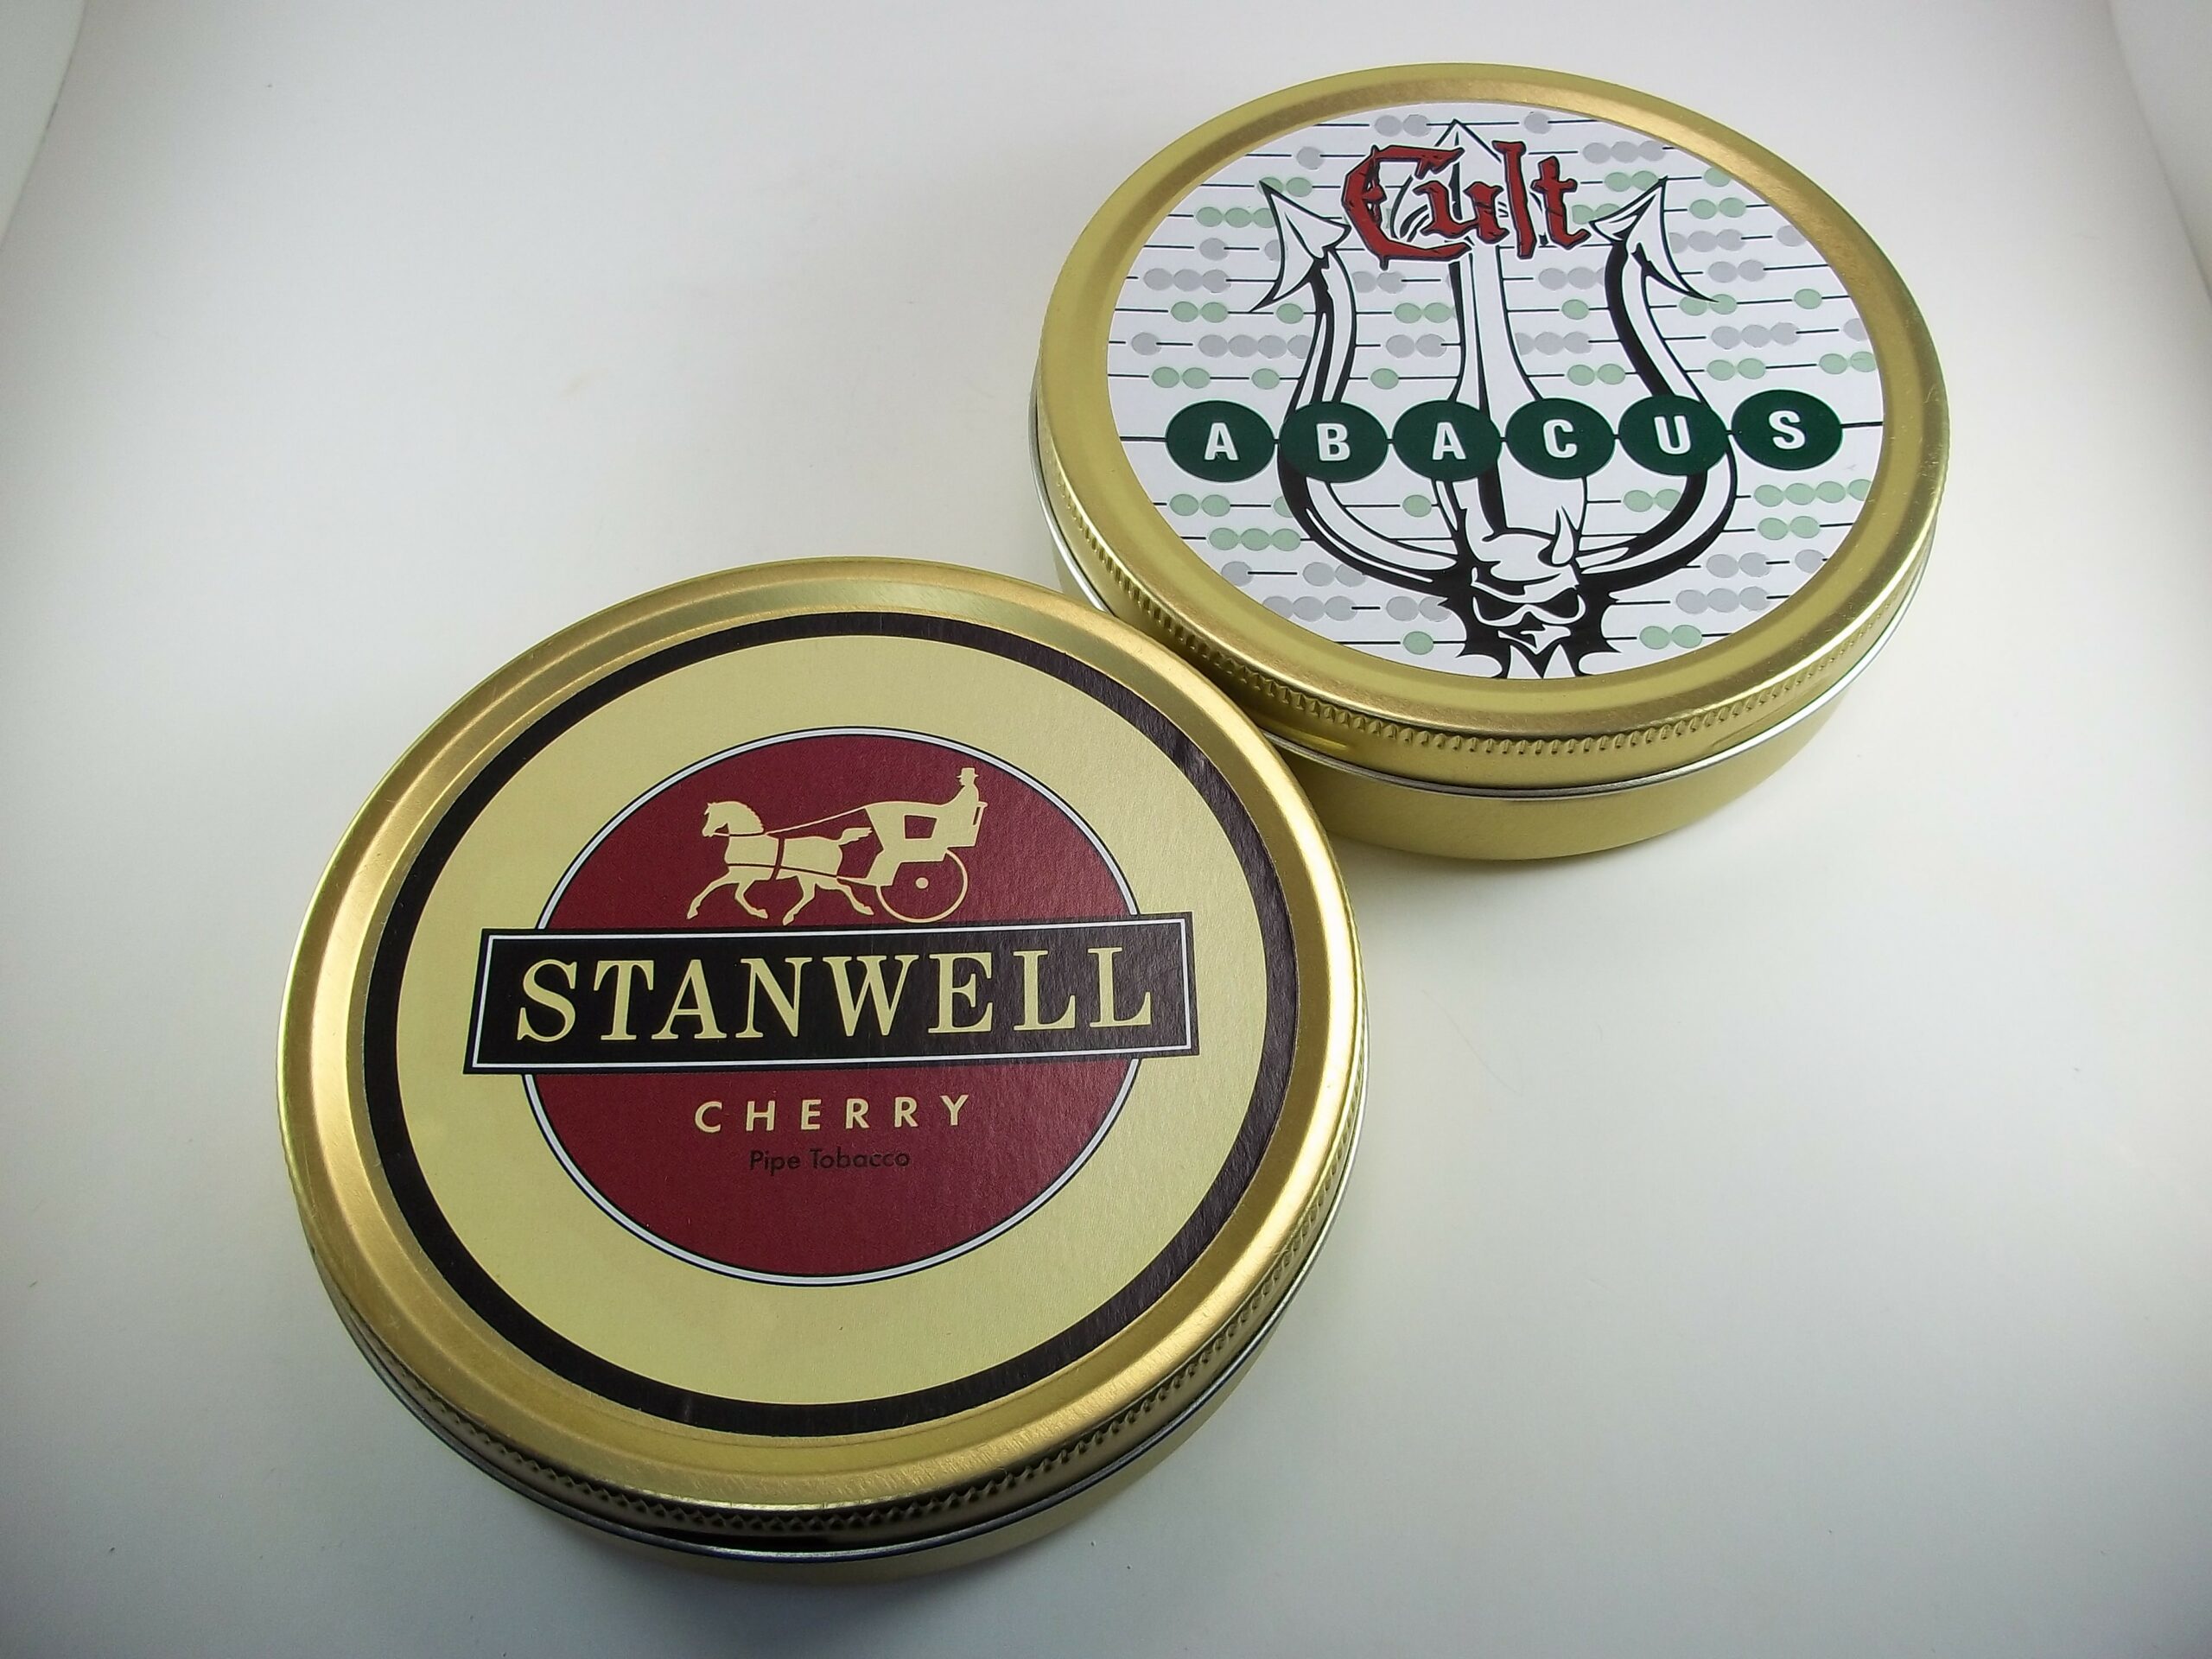 Cult
ABACUS
STANWELL
CHERRY
Pipe Tobacco